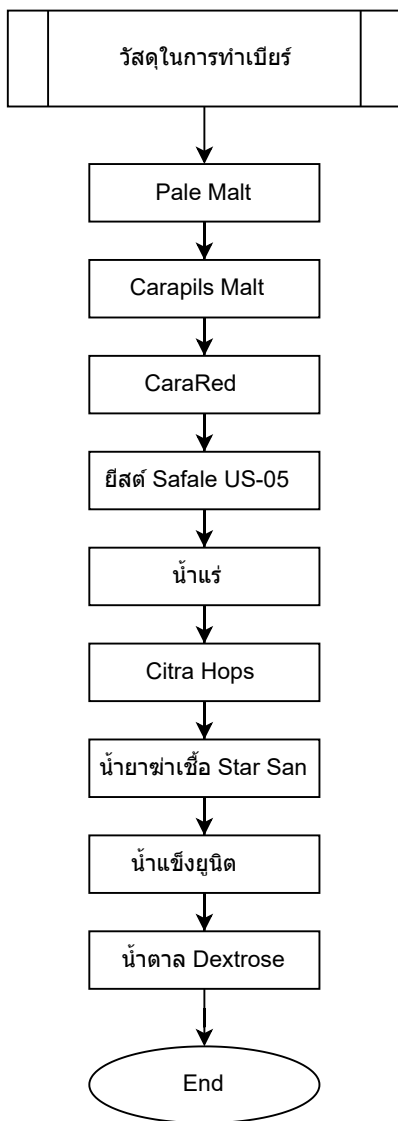 วัสดุในการทำเบียร์
Pale Malt
Carapils Malt
CaraRed
ยีสต์ Safale US-05
น้ำแร่
Citra Hops
น้ำยาฆ่าเชื้อ Star San
น้ำแข็งยูนิต
น้ำตาล Dextrose
End